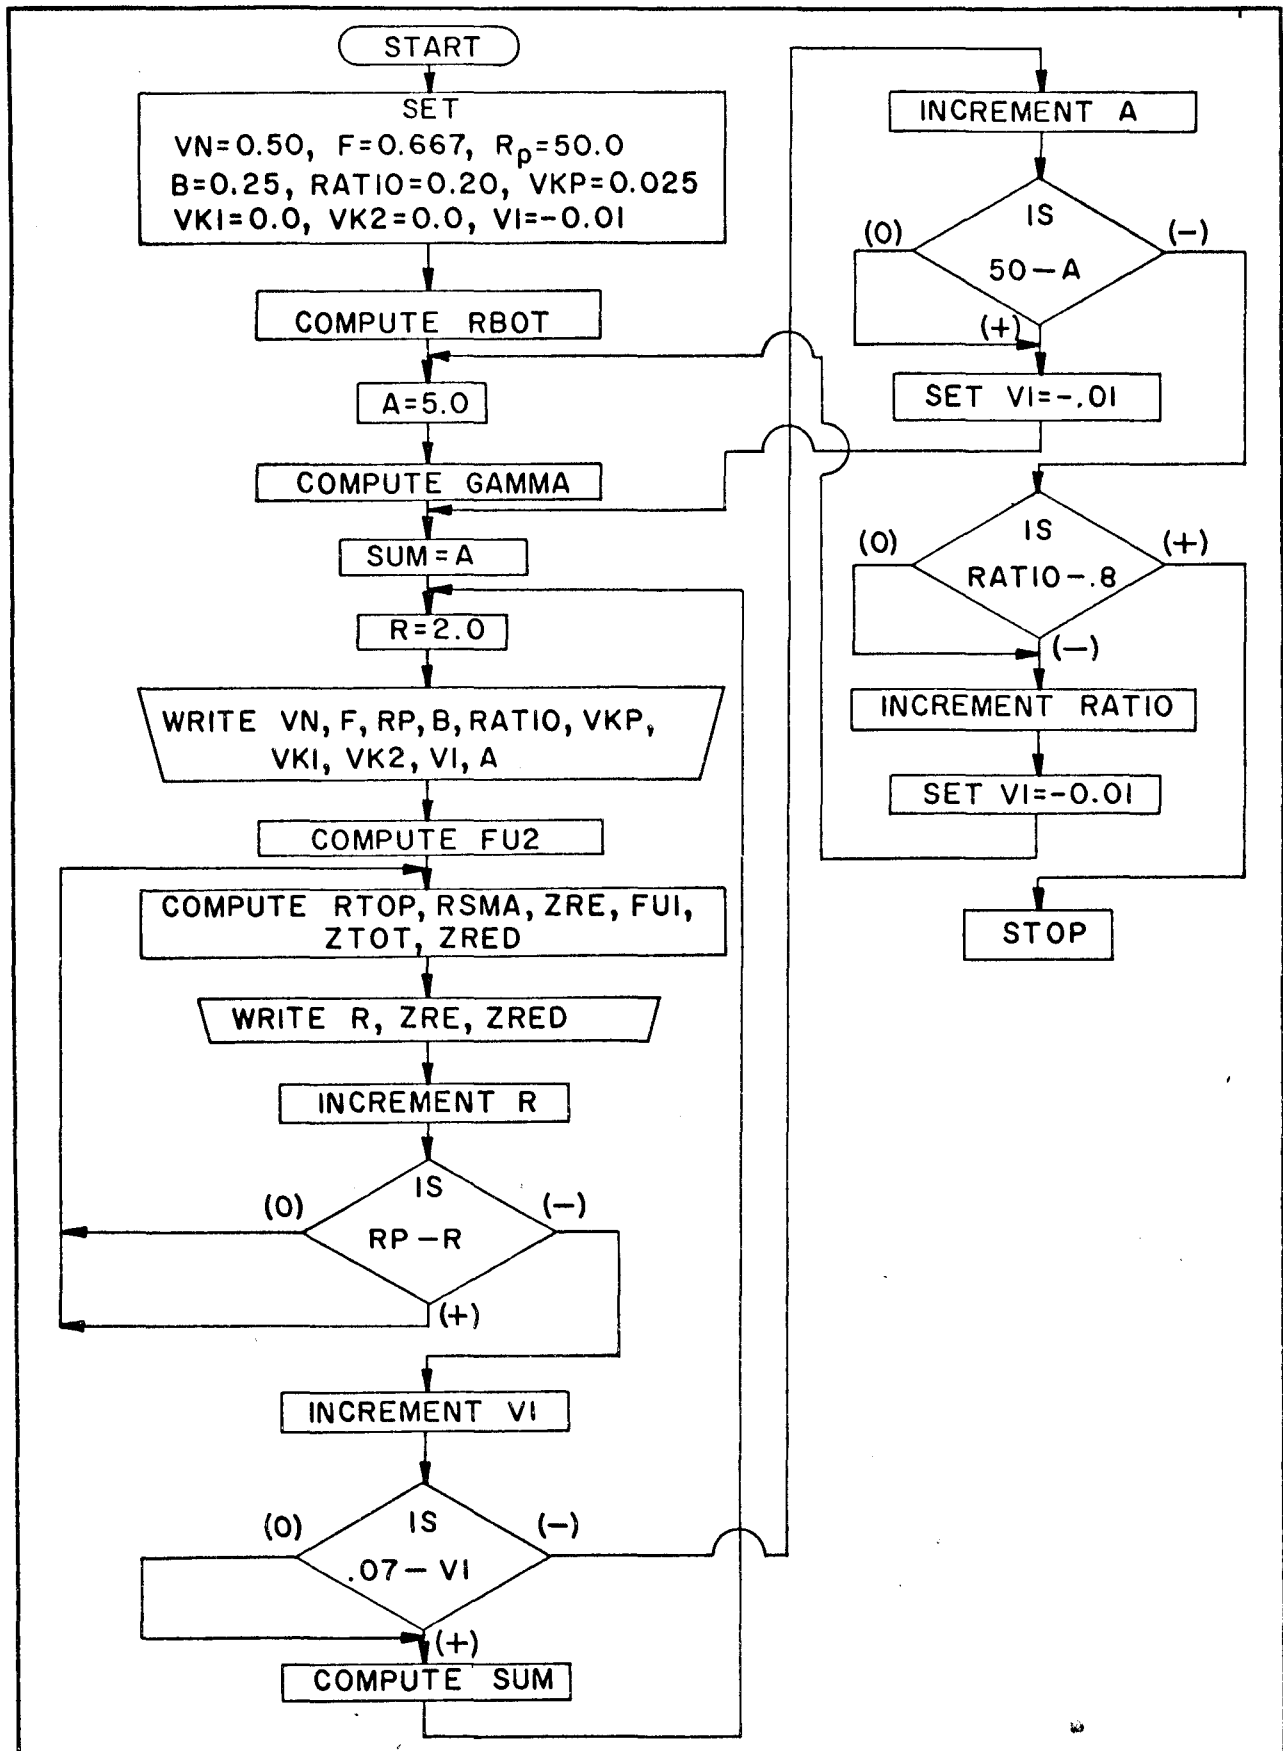 START
SET
VN=0.50, F=0.667, Rp=50.0
B=0.25, RATIO=0.20, VKP=0.025
VK1=0.0, VK2=0.0, V1=-0.01
COMPUTE RBOT
A=5.0
COMPUTE GAMMA
SUM=A
R=2.0
WRITE VN, F, RP, B, RATIO, VKP,
VK1, VK2, V1, A
COMPUTE FU2
COMPUTE RTOP, RSMA, ZRE, FU1,
ZTOT, ZRED
WRITE R, ZRE, ZRED
INCREMENT R
IS
(0)
(-)
RP-R
(+)
INCREMENT V1
IS
(0)
(-)
.07-V1
(+)
COMPUTE SUM
INCREMENT A
IS
(0)
(-)
50-A
(+)
SET V1=-.01
IS
(0)
(+)
RATIO-.8
(-)
INCREMENT RATIO
SET V1=-0.01
STOP